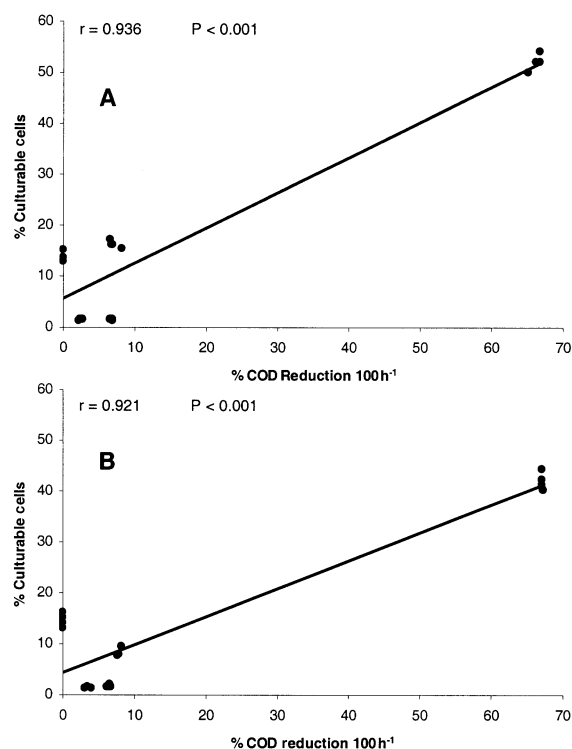 60
r = 0.936 P < 0.001
50
A
40
% Culturable cells
30
20
10
0
0 10 20 30 40 50 60 70
% COD Reduction 100h⁻¹
60
r = 0.921 P < 0.001
50
B
40
% Culturable cells
30
20
10
0
0 10 20 30 40 50 60 70
% COD reduction 100h⁻¹